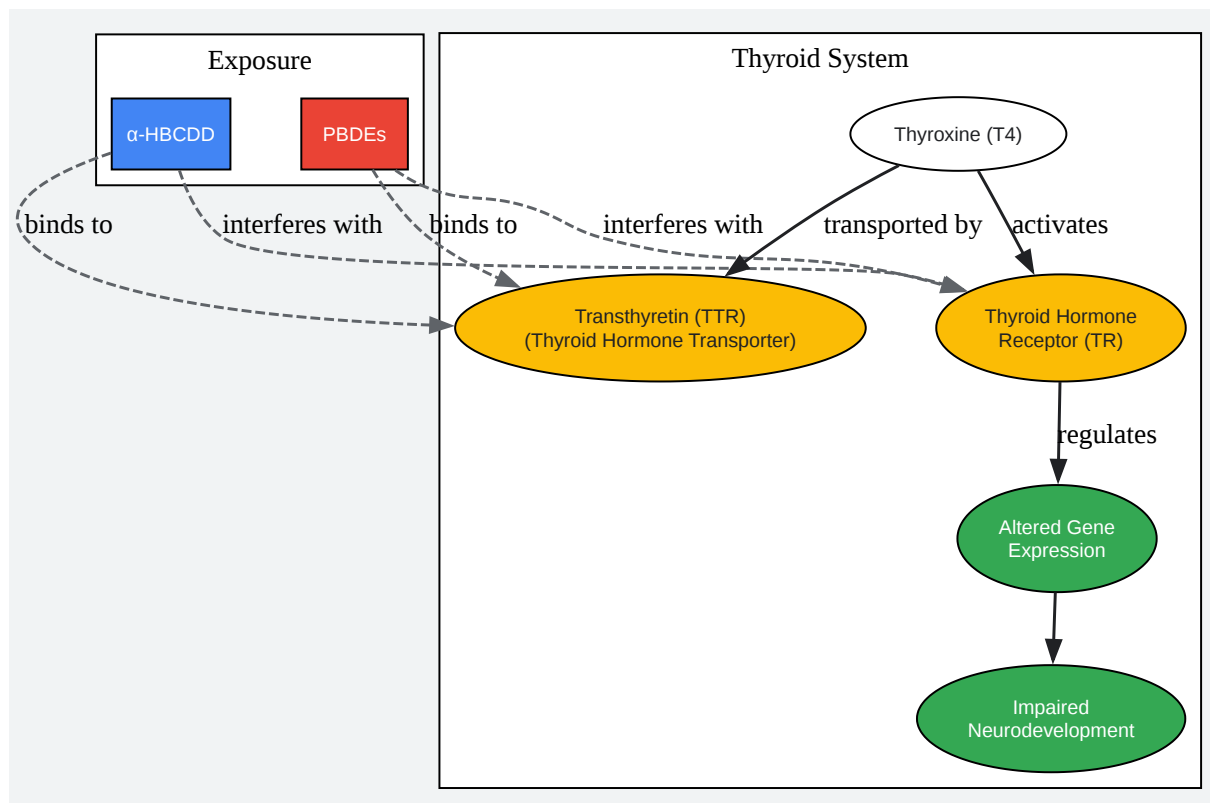 Exposure
Thyroid System
α-HBCDD
PBDEs
Thyroxine (T4)
binds to
interferes with
binds to
interferes with
transported by
activates
Transthyretin (TTR)
(Thyroid Hormone Transporter)
Thyroid Hormone
Receptor (TR)
regulates
Altered Gene
Expression
Impaired
Neurodevelopment